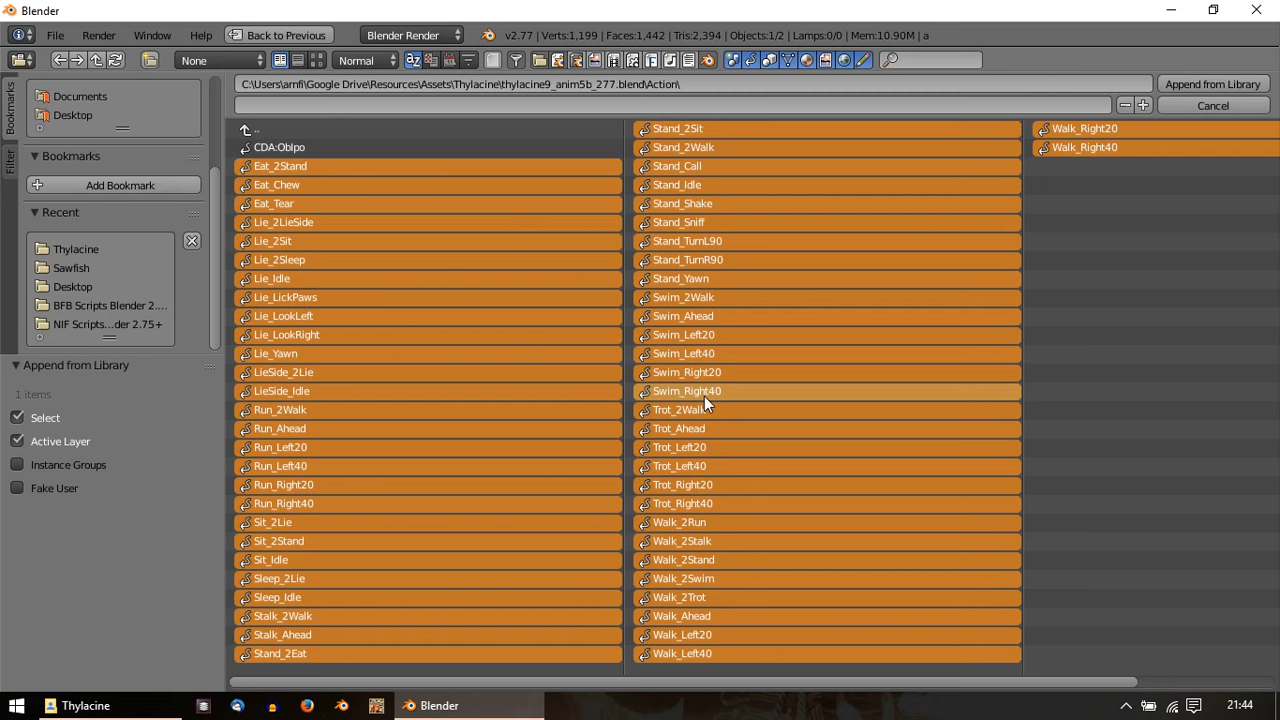 Blender
File Render Window Help Back to Previous Blender Render v2.77 | Verts:1,199 | Faces:1,442 | Tris:2,394 | Objects:1/2 | Lamps:0/0 | Mem:10.90M | a
None Normal
C:\Users\arnfi\Google Drive\Resources\Assets\Thylacine\thylacine9_anim5b_277.blend\Action\ Append from Library
Cancel
Bookmarks
Filter
Documents
Desktop
Bookmarks
Add Bookmark
Recent
Thylacine
Sawfish
Desktop
BFB Scripts Blender 2....
NIF Scripts...der 2.75+
Append from Library
1 items
Select
Active Layer
Instance Groups
Fake User
..
CDA:ObIpo
Eat_2Stand
Eat_Chew
Eat_Tear
Lie_2LieSide
Lie_2Sit
Lie_2Sleep
Lie_Idle
Lie_LickPaws
Lie_LookLeft
Lie_LookRight
Lie_Yawn
LieSide_2Lie
LieSide_Idle
Run_2Walk
Run_Ahead
Run_Left20
Run_Left40
Run_Right20
Run_Right40
Sit_2Lie
Sit_2Stand
Sit_Idle
Sleep_2Lie
Sleep_Idle
Stalk_2Walk
Stalk_Ahead
Stand_2Eat
Stand_2Sit
Stand_2Walk
Stand_Call
Stand_Idle
Stand_Shake
Stand_Sniff
Stand_TurnL90
Stand_TurnR90
Stand_Yawn
Swim_2Walk
Swim_Ahead
Swim_Left20
Swim_Left40
Swim_Right20
Swim_Right40
Trot_2Walk
Trot_Ahead
Trot_Left20
Trot_Left40
Trot_Right20
Trot_Right40
Walk_2Run
Walk_2Stalk
Walk_2Stand
Walk_2Swim
Walk_2Trot
Walk_Ahead
Walk_Left20
Walk_Left40
Walk_Right20
Walk_Right40
Thylacine Blender 21:44